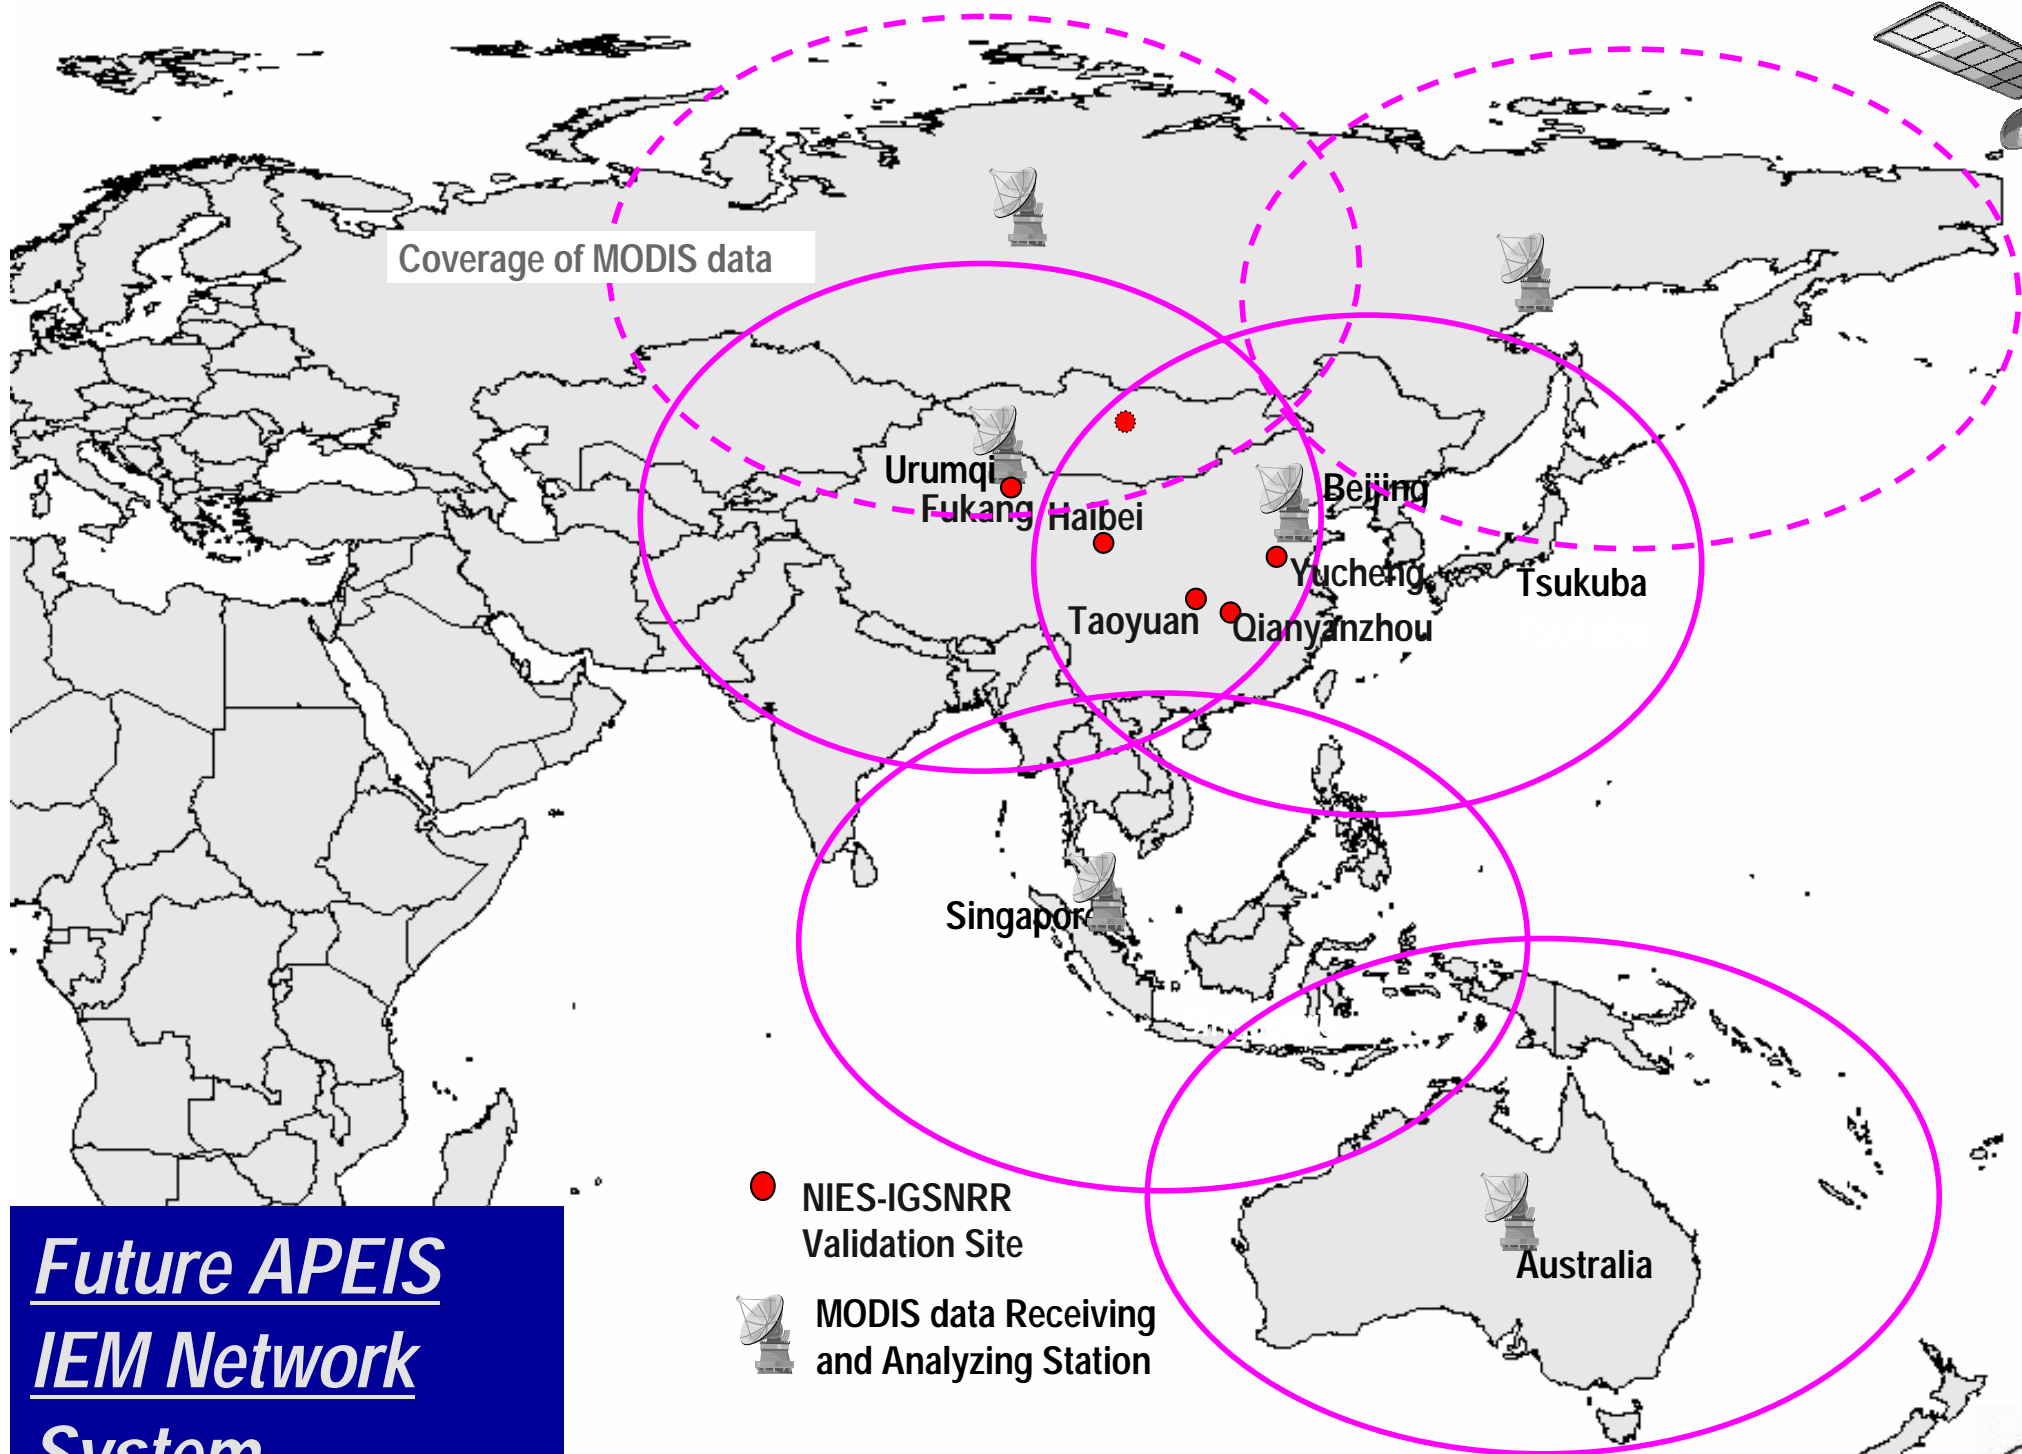 Coverage of MODIS data
Urumqi
Fukang
Haibei
Beijing
Yucheng
Tsukuba
Taoyuan
Qianyanzhou
Singapore
NIES-IGSNRR
Validation Site
MODIS data Receiving
and Analyzing Station
Australia
Future APEIS
IEM Network
System